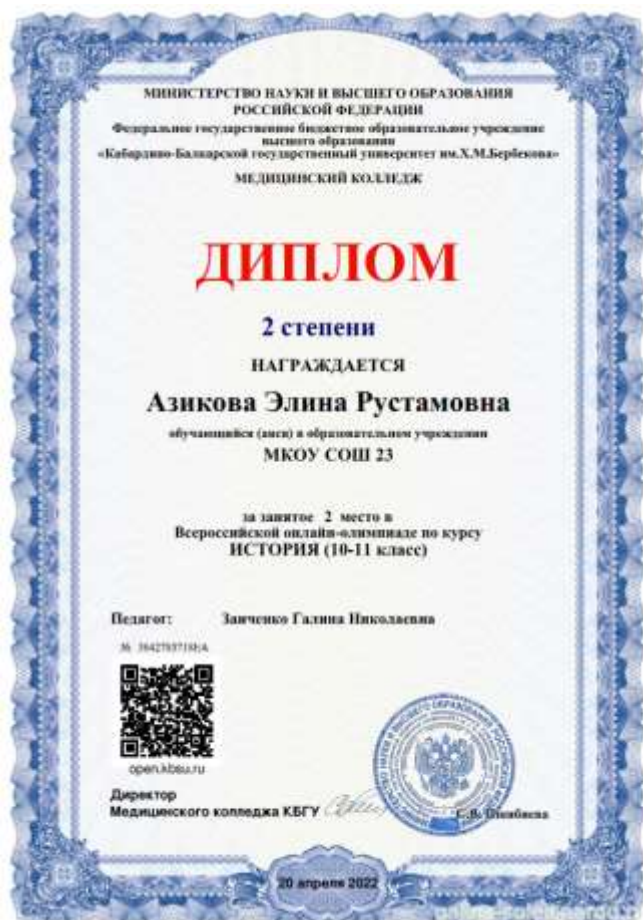 МИНИСТЕРСТВО НАУКИ И ВЫСШЕГО ОБРАЗОВАНИЯ
РОССИЙСКОЙ ФЕДЕРАЦИИ
Федеральное государственное бюджетное образовательное учреждение
высшего образования
«Кабардино-Балкарской государственный университет им.Х.М.Бербекова»
МЕДИЦИНСКИЙ КОЛЛЕДЖ
ДИПЛОМ
2 степени
НАГРАЖДАЕТСЯ
Азикова Элина Рустамовна
обучающийся (аяся) в образовательном учреждении
МКОУ СОШ 23
за занятое 2 место в
Всероссийской онлайн-олимпиаде по курсу
ИСТОРИЯ (10-11 класс)
Педагог: Заиченко Галина Николаевна
№
open.kbsu.ru
Директор
Медицинского колледжа КБГУ
С.В.
20 апреля 2022